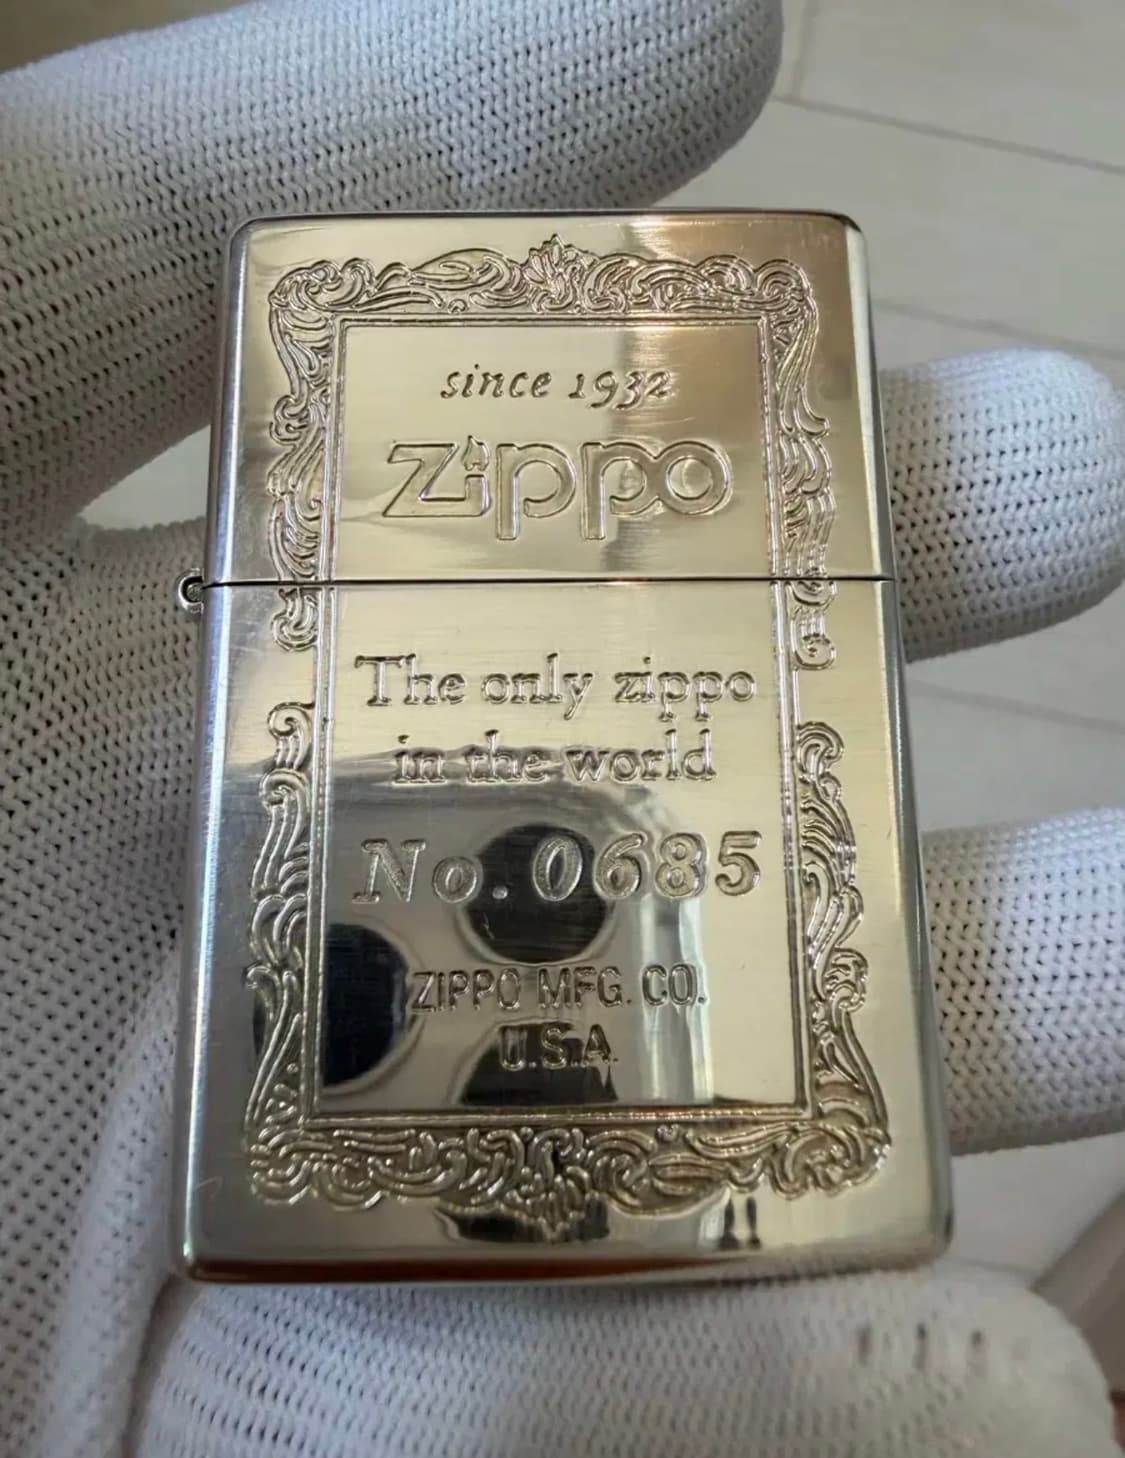 since 1932
zippo
The only zippo
in the world
No. 0685
ZIPPO MFG. CO.
U.S.A.